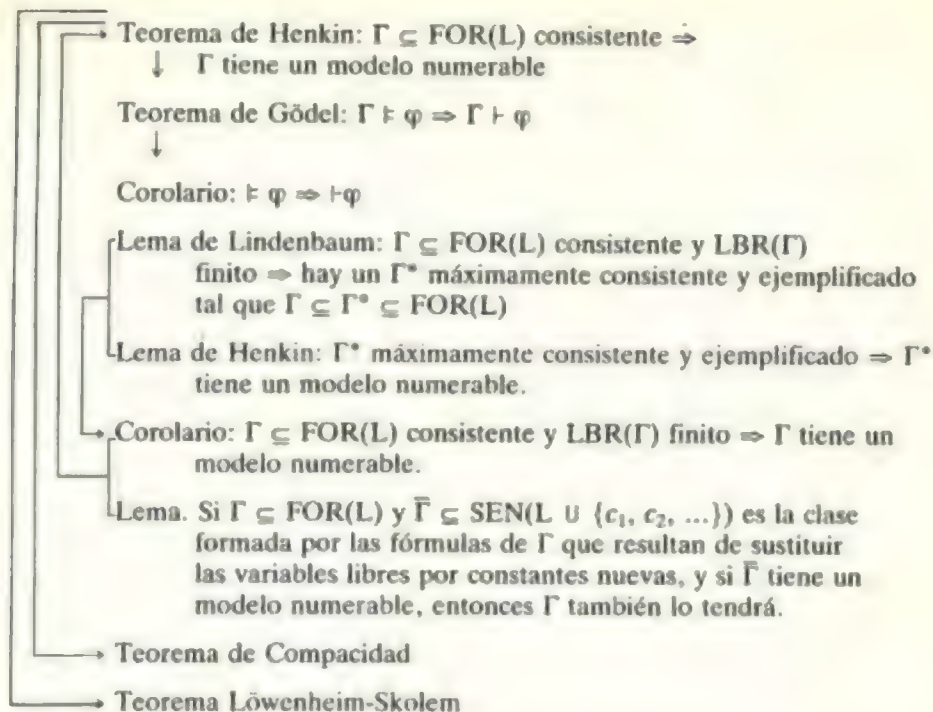 Teorema de Henkin: Γ ⊆ FOR(L) consistente ⇒
↓ Γ tiene un modelo numerable
Teorema de Gödel: Γ ⊧ φ ⇒ Γ ⊢ φ
↓
Corolario: ⊧ φ ⇒ ⊢φ
Lema de Lindenbaum: Γ ⊆ FOR(L) consistente y LBR(Γ)
finito ⇒ hay un Γ* máximamente consistente y ejemplificado
tal que Γ ⊆ Γ* ⊆ FOR(L)
Lema de Henkin: Γ* máximamente consistente y ejemplificado ⇒ Γ*
tiene un modelo numerable.
Corolario: Γ ⊆ FOR(L) consistente y LBR(Γ) finito ⇒ Γ tiene un
modelo numerable.
Lema. Si Γ ⊆ FOR(L) y Γ̄ ⊆ SEN(L ∪ {c₁, c₂, ...}) es la clase
formada por las fórmulas de Γ que resultan de sustituir
las variables libres por constantes nuevas, y si Γ̄ tiene un
modelo numerable, entonces Γ también lo tendrá.
Teorema de Compacidad
Teorema Löwenheim-Skolem